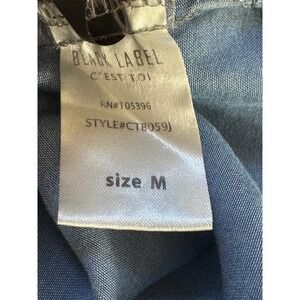 BLACK LABEL
C'EST TOI
RN#105396
STYLE#CTB059J
size M